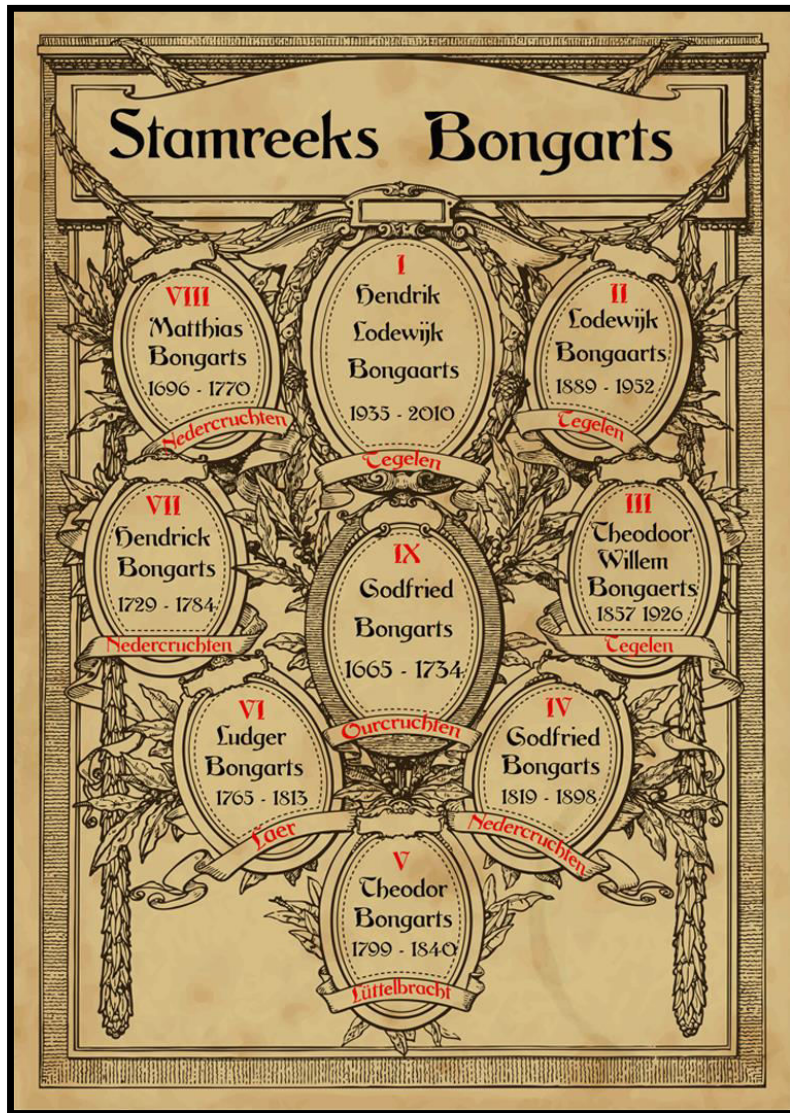 Stamreeks Bongarts
I
Hendrik
Lodewijk
Bongaarts
1935 - 2010
Tegelen
II
Lodewijk
Bongaarts
1889 - 1952
Tegelen
III
Theodoor
Willem
Bongaerts
1857 1926
Tegelen
IV
Godfried
Bongarts
1819 - 1898
Nedercruchten
V
Theodor
Bongarts
1799 - 1840
Lüttelbracht
VI
Ludger
Bongarts
1765 - 1813
Laer
VII
Hendrick
Bongarts
1729 - 1784
Nedercruchten
VIII
Matthias
Bongarts
1696 - 1770
Nedercruchten
IX
Godfried
Bongarts
1665 - 1734
Ourcruchten